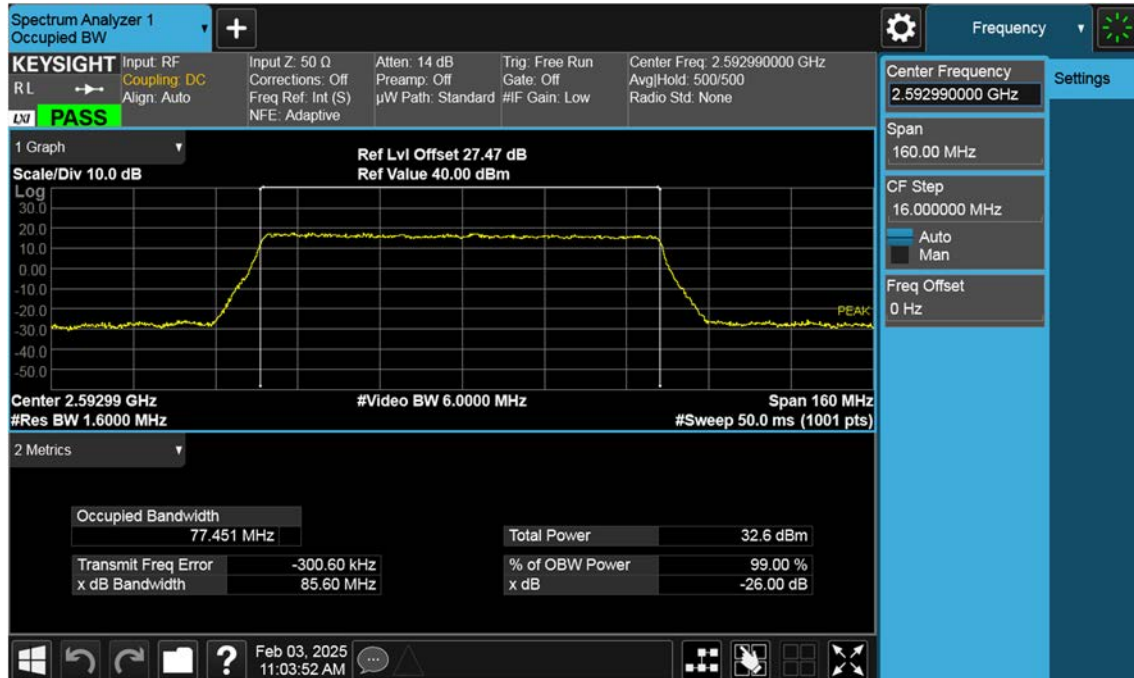 Spectrum Analyzer 1
Occupied BW
Frequency
KEYSIGHT
R L
LXI PASS
Input: RF
Coupling: DC
Align: Auto
Input Z: 50 Ω
Corrections: Off
Freq Ref: Int (S)
NFE: Adaptive
Atten: 14 dB
Preamp: Off
µW Path: Standard
Trig: Free Run
Gate: Off
#IF Gain: Low
Center Freq: 2.592990000 GHz
Avg|Hold: 500/500
Radio Std: None
Center Frequency
2.592990000 GHz
Settings
Span
160.00 MHz
CF Step
16.000000 MHz
Auto
Man
Freq Offset
0 Hz
1 Graph
Scale/Div 10.0 dB
Ref Lvl Offset 27.47 dB
Ref Value 40.00 dBm
Log
30.0
20.0
10.0
0.00
-10.0
-20.0
-30.0
-40.0
-50.0
PEAK
Center 2.59299 GHz
#Video BW 6.0000 MHz
Span 160 MHz
#Res BW 1.6000 MHz
#Sweep 50.0 ms (1001 pts)
2 Metrics
Occupied Bandwidth
77.451 MHz
Total Power 32.6 dBm
Transmit Freq Error -300.60 kHz
% of OBW Power 99.00 %
x dB Bandwidth 85.60 MHz
x dB -26.00 dB
?
Feb 03, 2025
11:03:52 AM